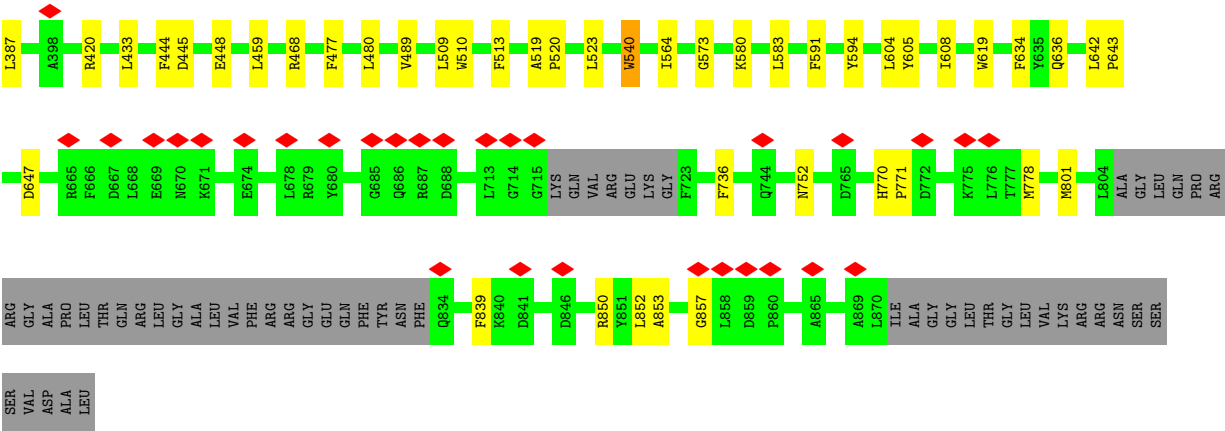 L387 A398 R420 L433 F444 D445 E448 L459 R468 F477 L480 V489 L509 W510 F513 A519 P520 L523 W540 I564 G573 K580 L583 F591 Y594 L604 Y605 I608 W619 F634 Y635 Q636 L642 P643
D647 R665 F666 D667 L668 E669 N670 K671 E674 L678 R679 Y680 G685 Q686 R687 D688 L713 G714 G715 LYS GLN VAL ARG GLU LYS GLY F723 F736 Q744 N752 D765 H770 P771 D772 K775 L776 T777 M778 M801 L804 ALA GLY LEU GLN PRO ARG
ARG GLY ALA PRO LEU THR GLN ARG LEU GLY ALA LEU VAL PHE ARG ARG GLY GLU GLN PHE TYR ASN PHE Q834 F839 K840 D841 D846 R850 Y851 L852 A853 G857 L858 D859 P860 A865 A869 L870 ILE ALA GLY GLY LEU THR GLY LEU VAL LYS ARG ARG ASN SER SER
SER VAL ASP ALA LEU